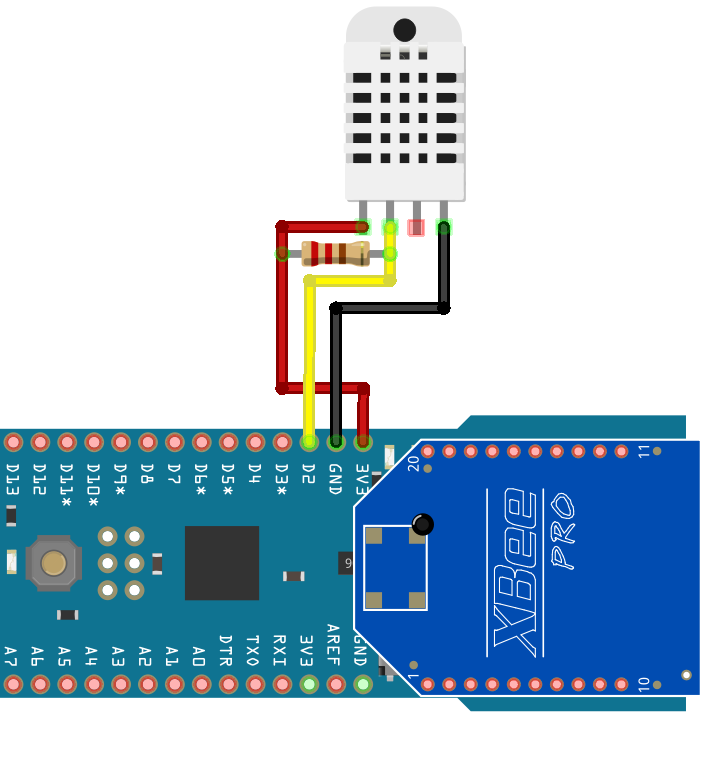 D13
D12
D11*
D10*
D9*
D8
D7
D6*
D5*
D4
D3*
D2
GND
3V3
20
11
9
XBee
PRO
A7
A6
A5
A4
A3
A2
A1
A0
DTR
TXO
RXI
3V3
AREF
GND
1
10